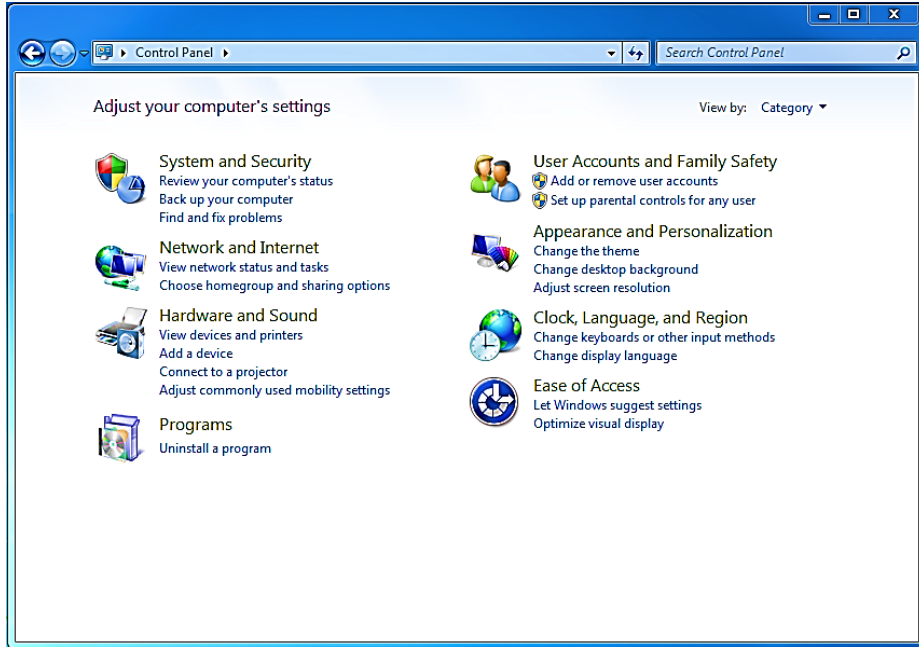 Control Panel
Search Control Panel
Adjust your computer's settings
View by: Category
System and Security
Review your computer's status
Back up your computer
Find and fix problems
Network and Internet
View network status and tasks
Choose homegroup and sharing options
Hardware and Sound
View devices and printers
Add a device
Connect to a projector
Adjust commonly used mobility settings
Programs
Uninstall a program
User Accounts and Family Safety
Add or remove user accounts
Set up parental controls for any user
Appearance and Personalization
Change the theme
Change desktop background
Adjust screen resolution
Clock, Language, and Region
Change keyboards or other input methods
Change display language
Ease of Access
Let Windows suggest settings
Optimize visual display